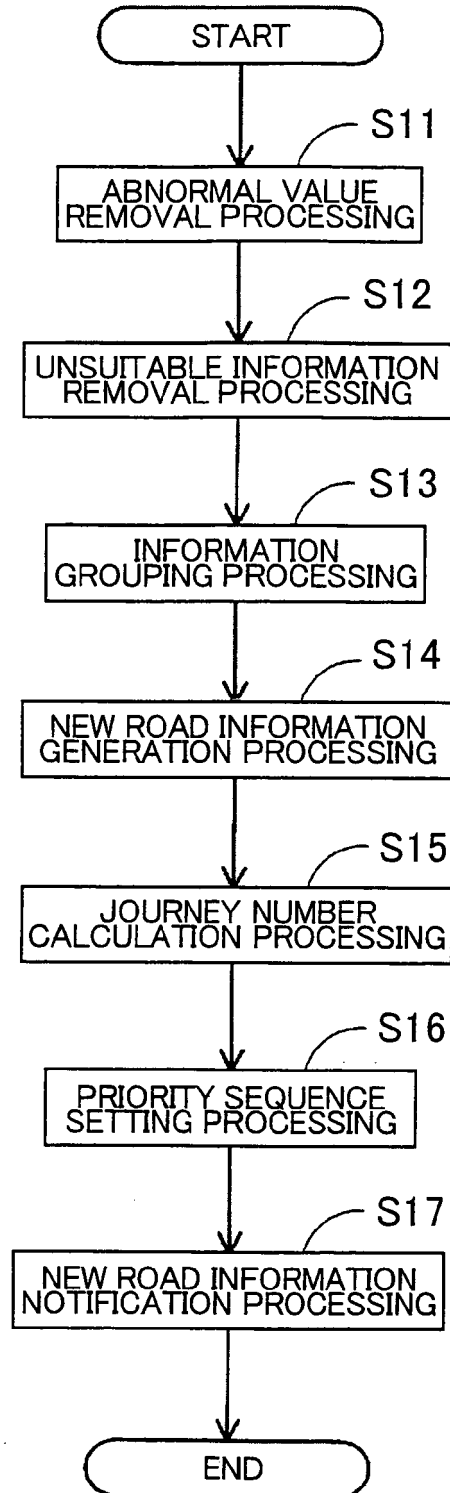 START
S11
ABNORMAL VALUE
REMOVAL PROCESSING
S12
UNSUITABLE INFORMATION
REMOVAL PROCESSING
S13
INFORMATION
GROUPING PROCESSING
S14
NEW ROAD INFORMATION
GENERATION PROCESSING
S15
JOURNEY NUMBER
CALCULATION PROCESSING
S16
PRIORITY SEQUENCE
SETTING PROCESSING
S17
NEW ROAD INFORMATION
NOTIFICATION PROCESSING
END